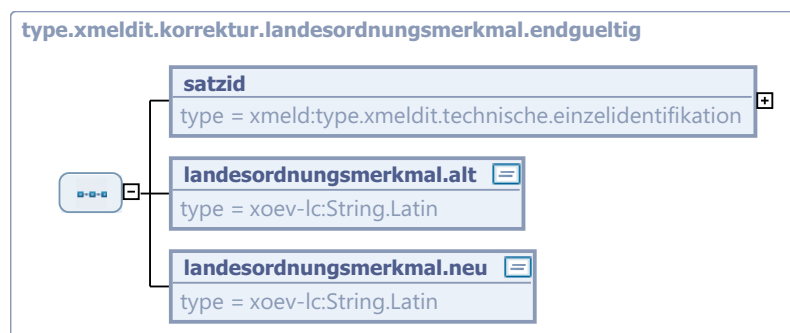 type.xmeldit.korrektur.landesordnungsmerkmal.endgueltig
satzid
type = xmeld:type.xmeldit.technische.einzelidentifikation
landesordnungsmerkmal.alt
type = xoev-lc:String.Latin
landesordnungsmerkmal.neu
type = xoev-lc:String.Latin